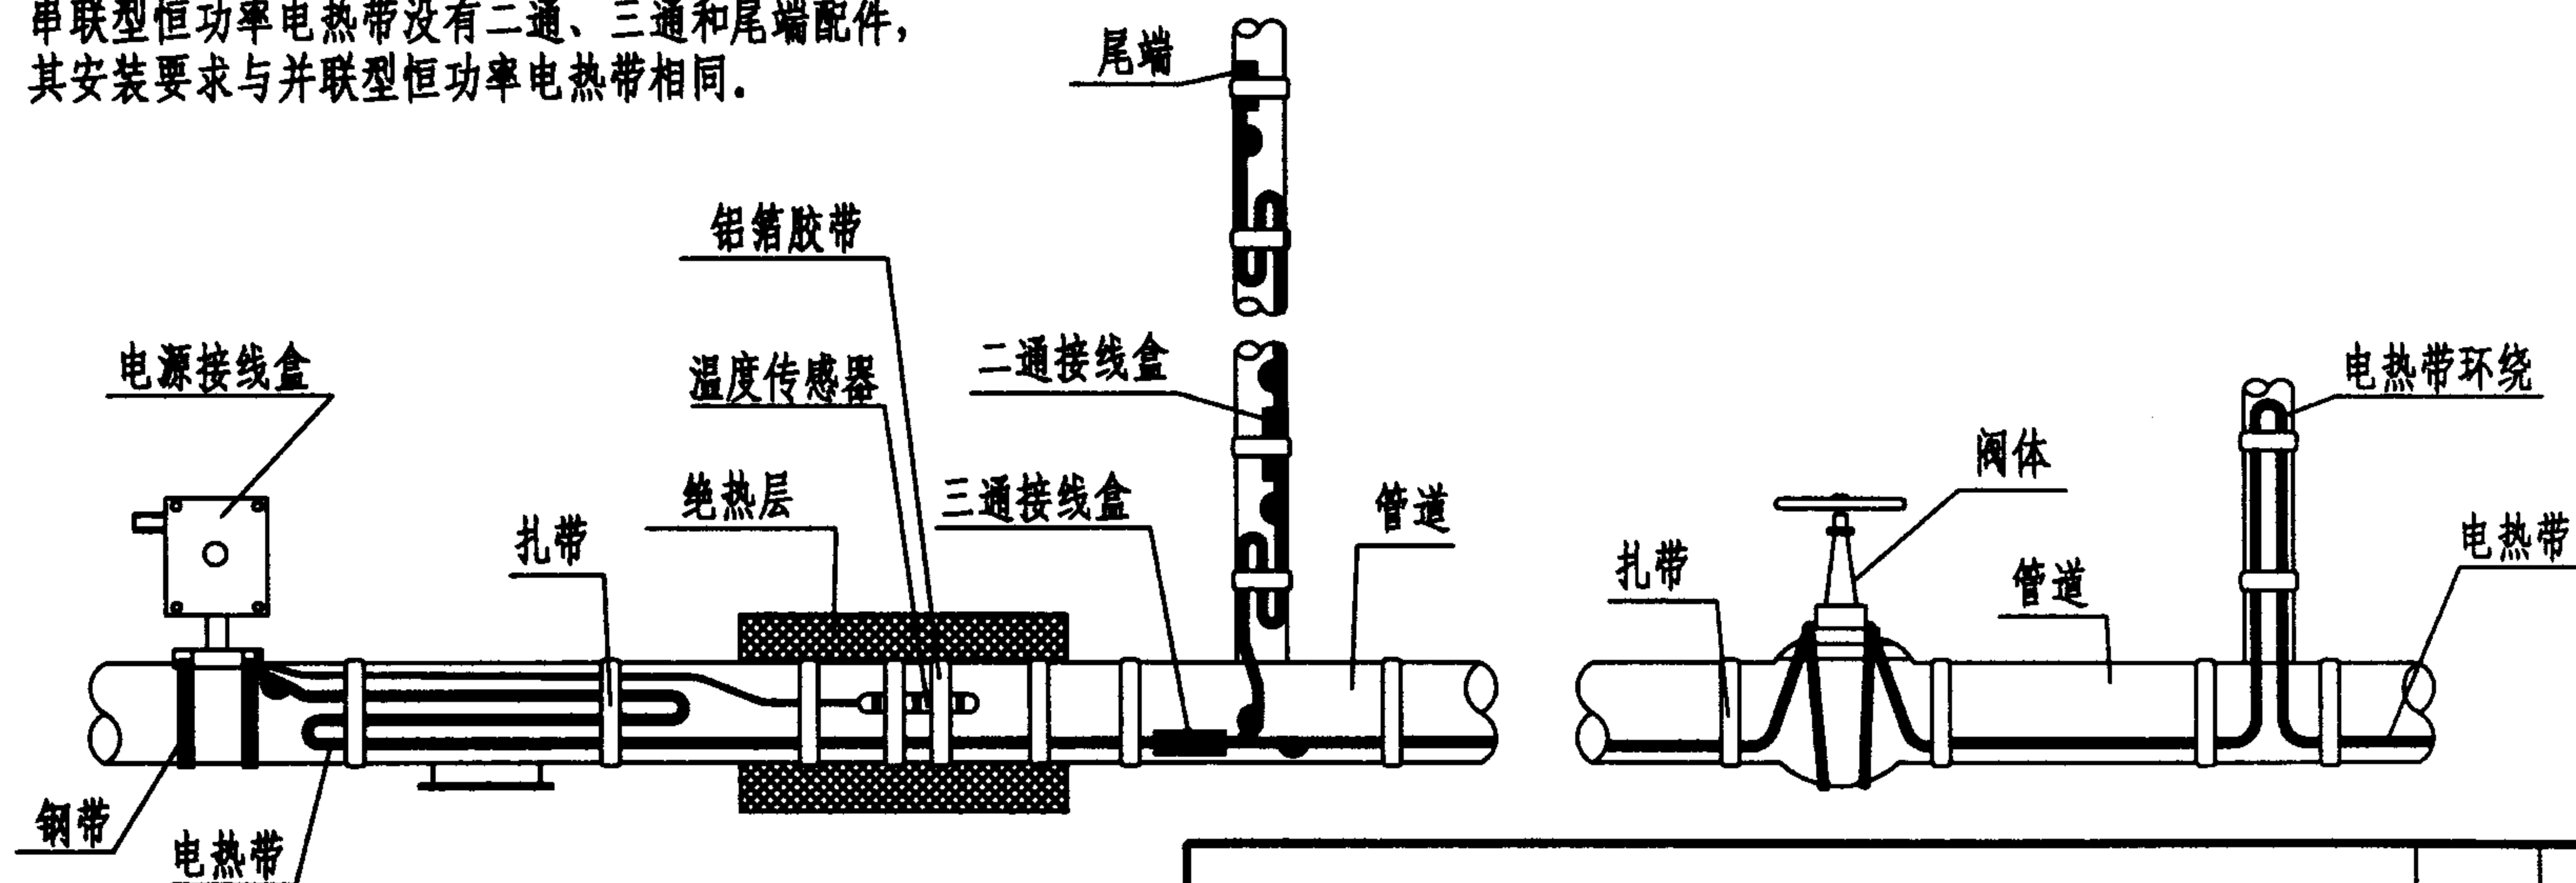 串联型恒功率电热带没有二通、三通和尾端配件,
其安装要求与并联型恒功率电热带相同.
尾端
铝箔胶带
电源接线盒
温度传感器
二通接线盒
电热带环绕
扎带
绝热层
三通接线盒
管道
阀体
扎带
管道
电热带
钢带
电热带